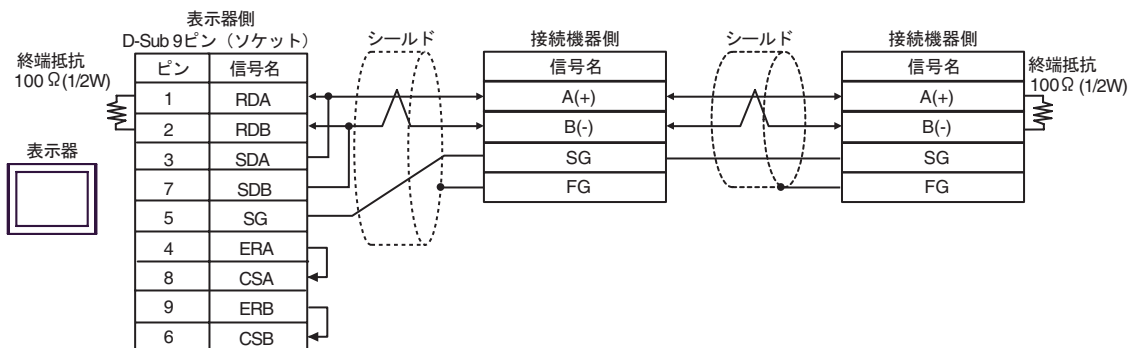 表示器側
D-Sub 9ピン（ソケット）
終端抵抗
100Ω(1/2W)
ピン 信号名
1 RDA
2 RDB
3 SDA
7 SDB
5 SG
4 ERA
8 CSA
9 ERB
6 CSB
表示器
シールド
接続機器側
信号名
A(+)
B(-)
SG
FG
シールド
接続機器側
信号名
A(+)
B(-)
SG
FG
終端抵抗
100Ω (1/2W)